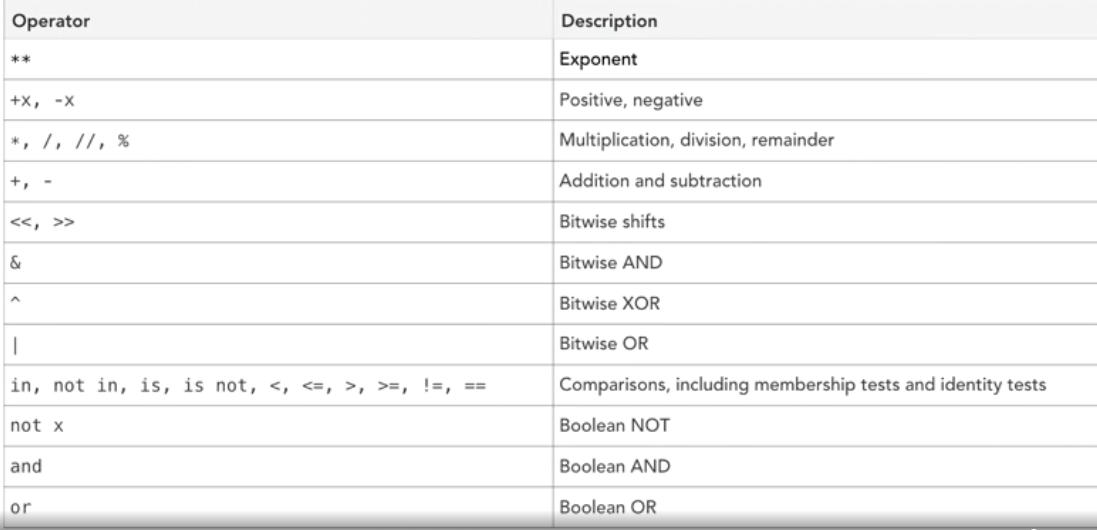 Operator Description
** Exponent
+x, -x Positive, negative
*, /, //, % Multiplication, division, remainder
+, - Addition and subtraction
<<, >> Bitwise shifts
& Bitwise AND
^ Bitwise XOR
| Bitwise OR
in, not in, is, is not, <, <=, >, >=, !=, == Comparisons, including membership tests and identity tests
not x Boolean NOT
and Boolean AND
or Boolean OR